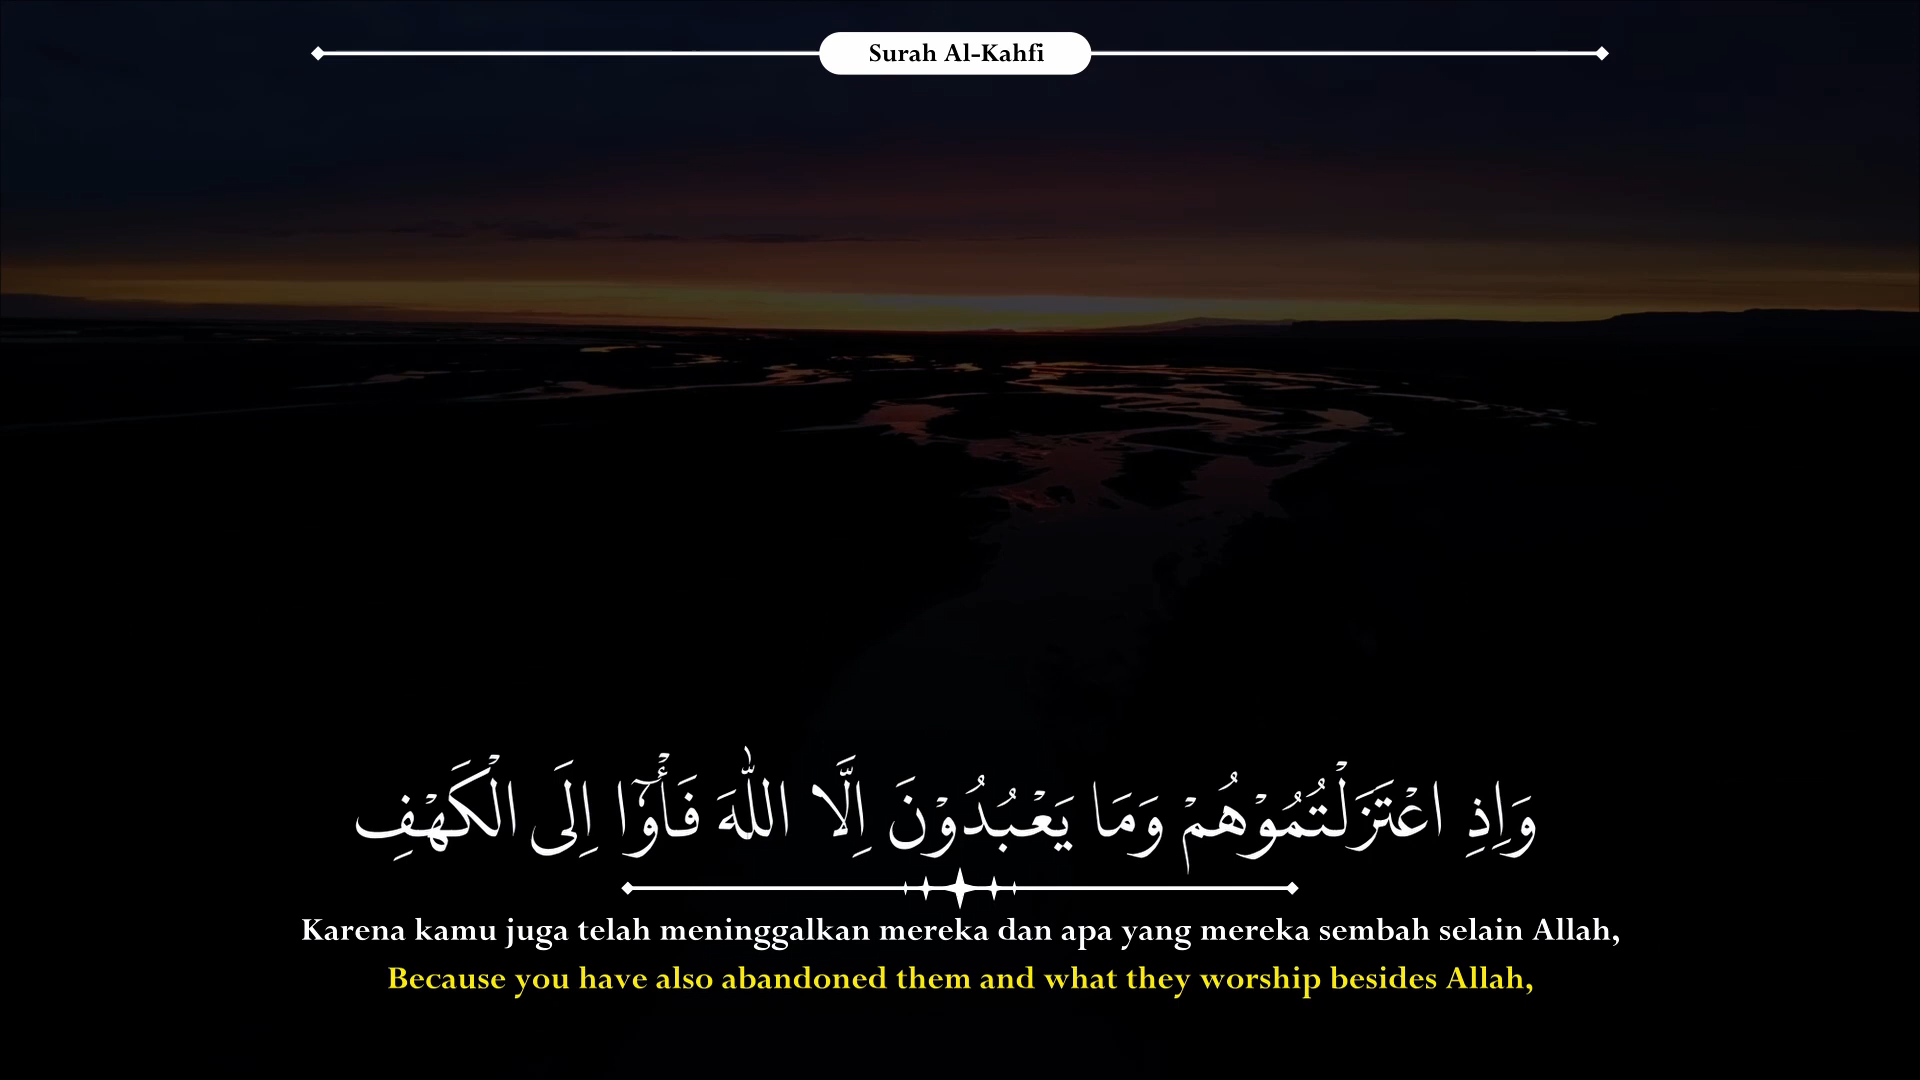 Surah Al-Kahfi
وَاِذِ اعْتَزَلْتُمُوْهُمْ وَمَا يَعْبُدُوْنَ اِلَّا اللّٰهَ فَأْوٗٓا اِلَى الْكَهْفِ
Karena kamu juga telah meninggalkan mereka dan apa yang mereka sembah selain Allah,
Because you have also abandoned them and what they worship besides Allah,